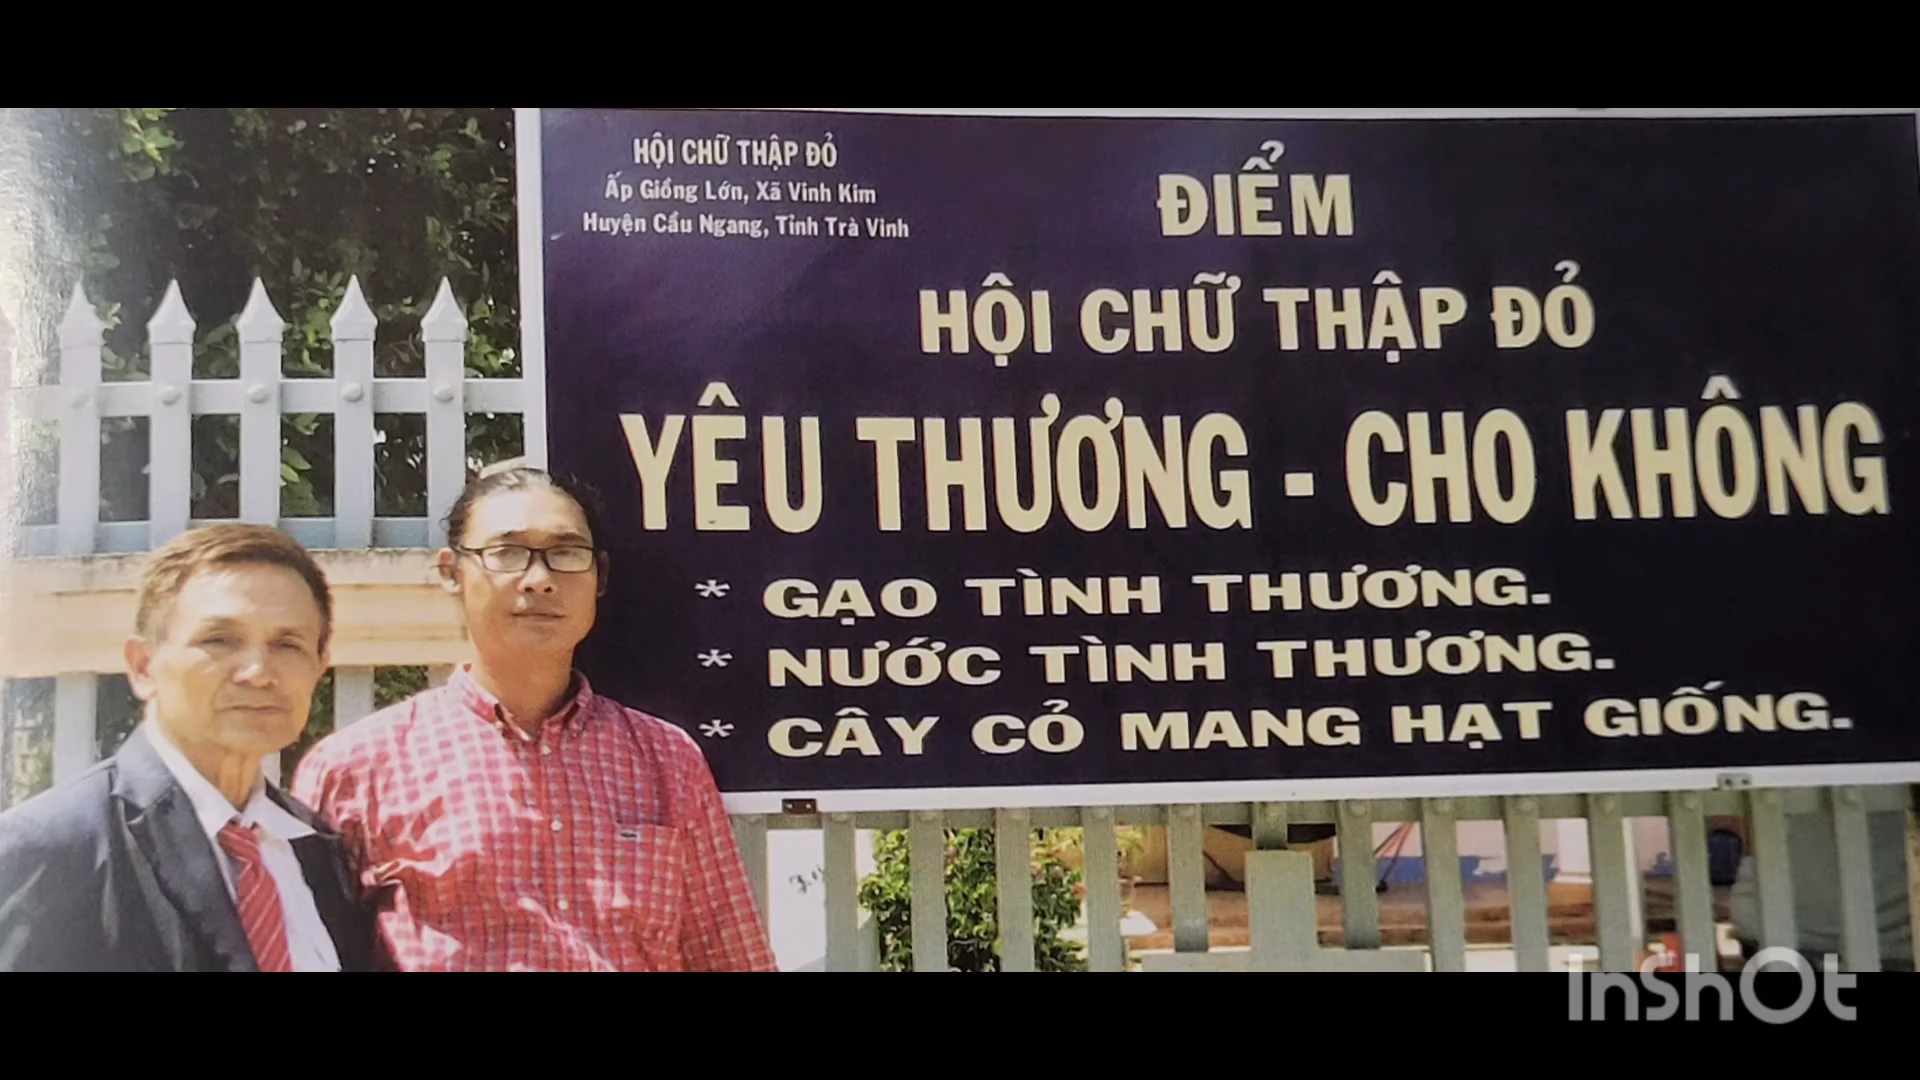 HỘI CHỮ THẬP ĐỎ
Ấp Giồng Lớn, Xã Vinh Kim
Huyện Cầu Ngang, Tỉnh Trà Vinh
ĐIỂM
HỘI CHỮ THẬP ĐỎ
YÊU THƯƠNG - CHO KHÔNG
* GẠO TÌNH THƯƠNG.
* NƯỚC TÌNH THƯƠNG.
* CÂY CỎ MANG HẠT GIỐNG.
InShOt